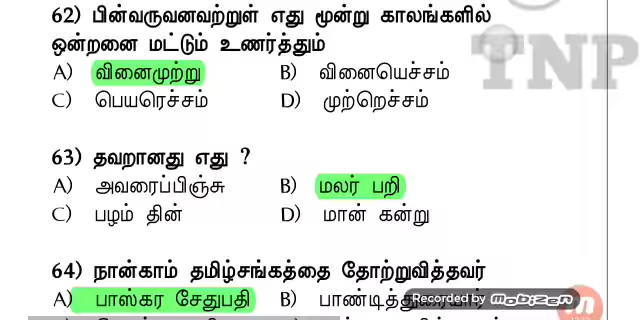 62) பின்வருவனவற்றுள் எது மூன்று காலங்களில்
ஒன்றனை மட்டும் உணர்த்தும்
A) வினைமுற்று B) வினையெச்சம்
C) பெயரெச்சம் D) முற்றெச்சம்
TNP
63) தவறானது எது ?
A) அவரைப்பிஞ்சு B) மலர் பறி
C) பழம் தின் D) மான் கன்று
64) நான்காம் தமிழ்சங்கத்தை தோற்றுவித்தவர்
A) பாஸ்கர சேதுபதி B)
Recorded by Mobizen